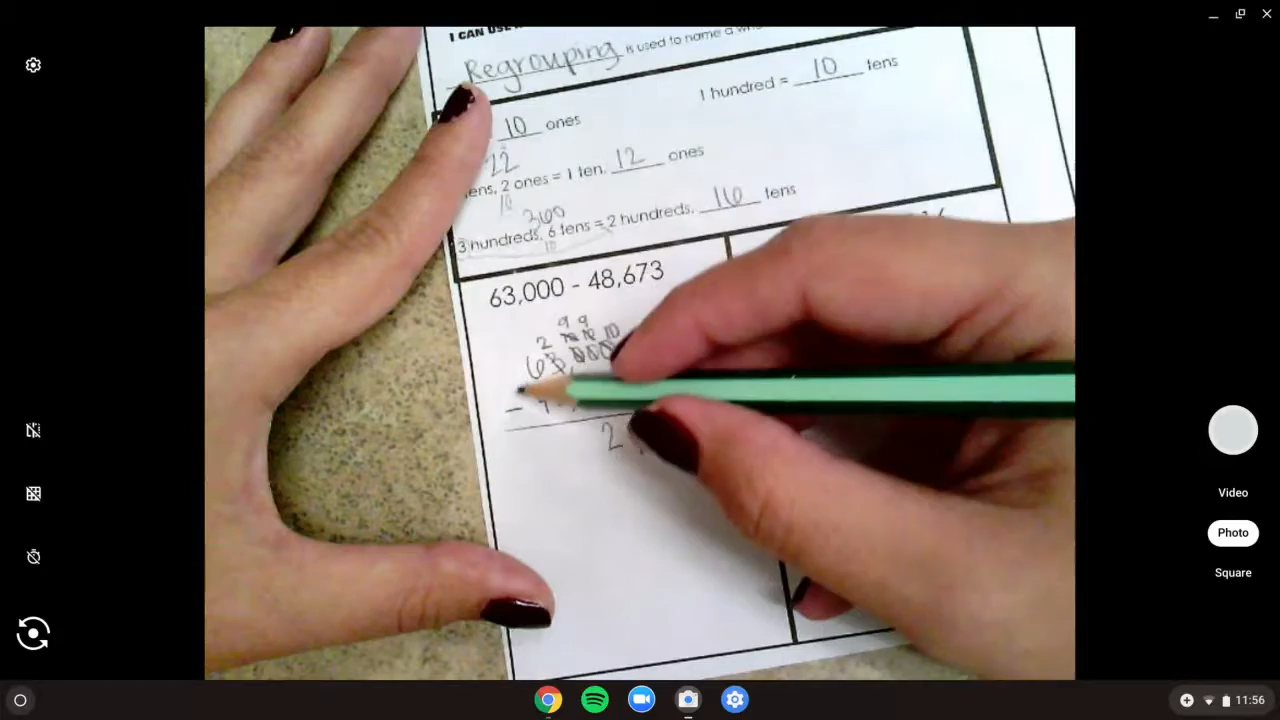 I CAN USE
Regrouping is used to name a
1 hundred = 10 tens
10 ones
22
tens, 2 ones = 1 ten, 12 ones
10
360
3 hundreds, 6 tens = 2 hundreds, 16 tens
10
63,000 - 48,673
9 9
2 10 10 10
63,000
-
2
Video
Photo
Square
11:56